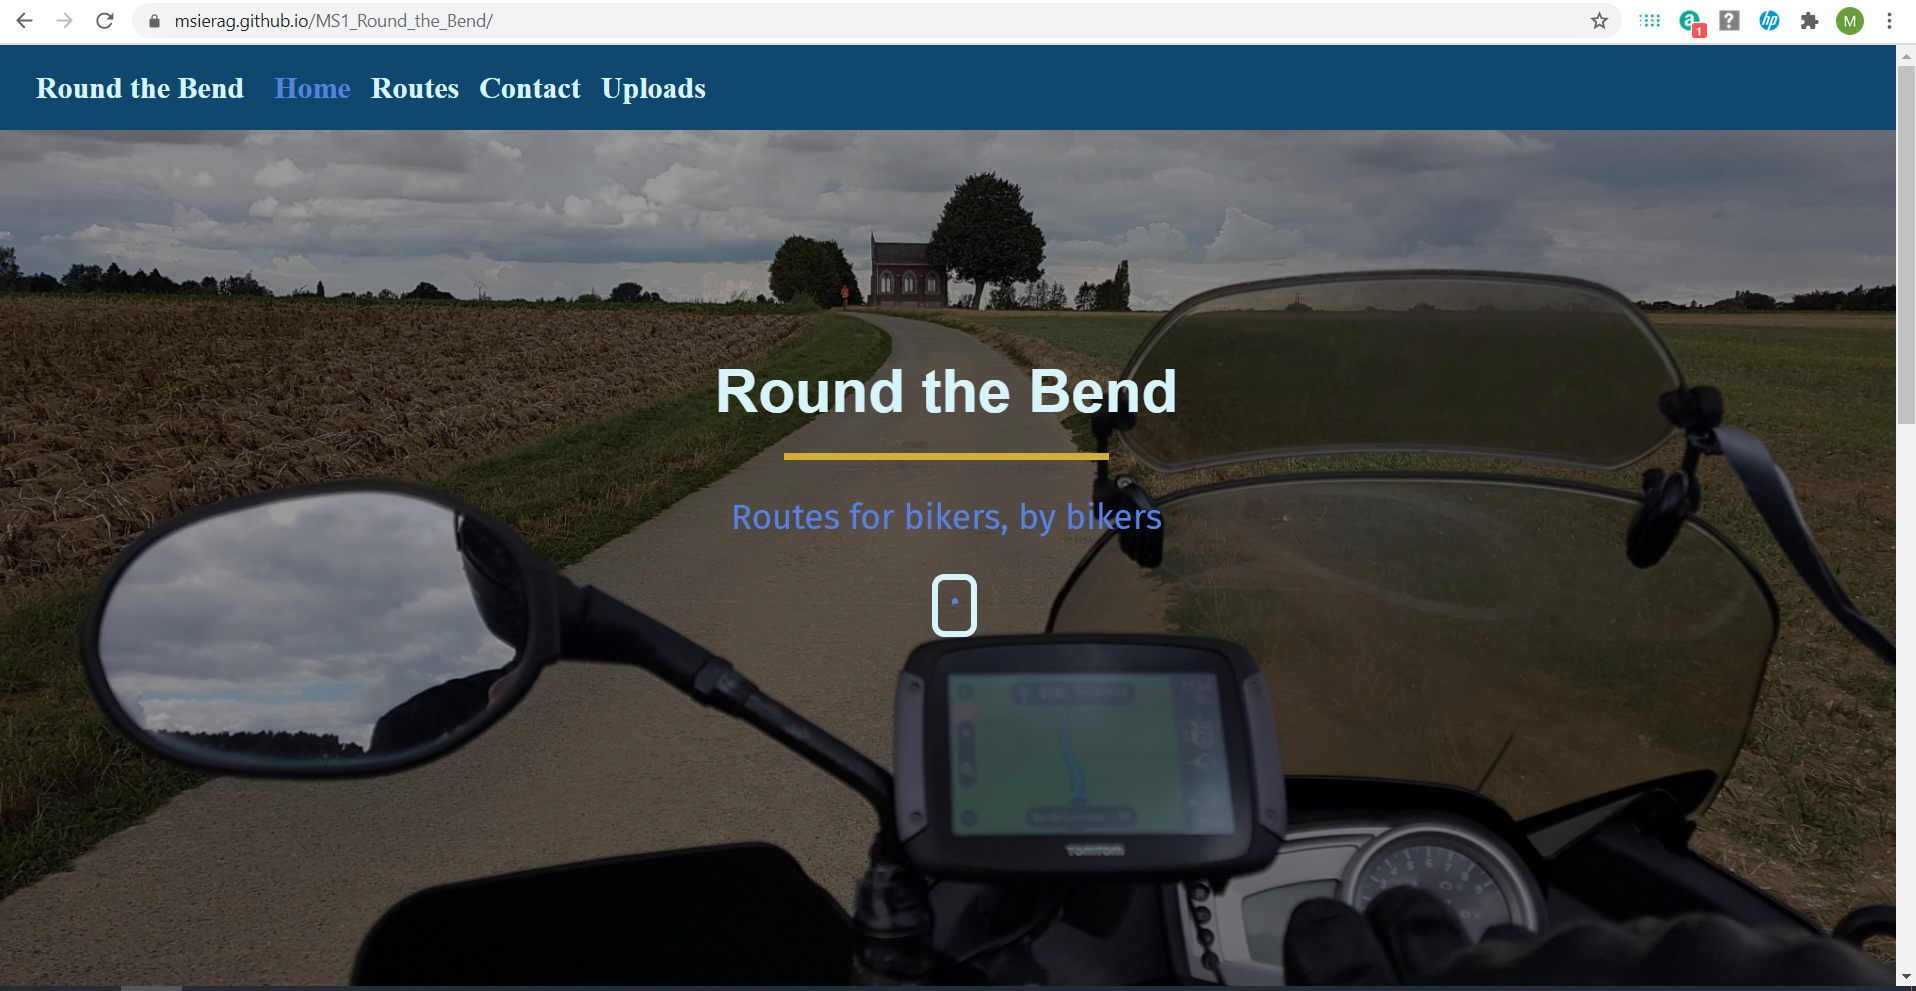 msierag.github.io/MS1_Round_the_Bend/
1
M
Round the Bend Home Routes Contact Uploads
Round the Bend
Routes for bikers, by bikers
TOMTOM